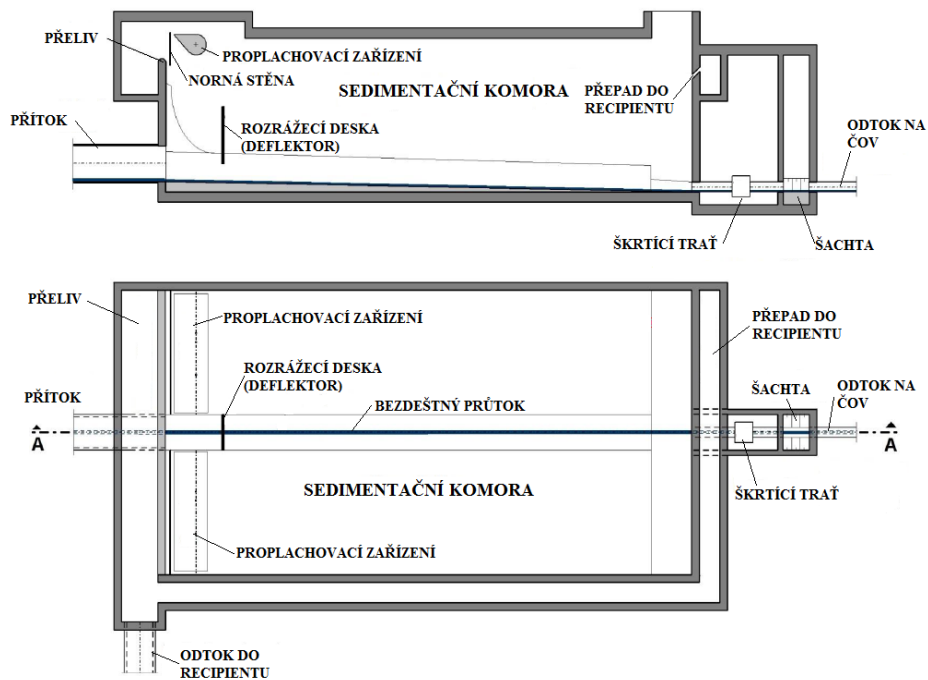 PŘELIV
PROPLACHOVACÍ ZAŘÍZENÍ
NORNÁ STĚNA
SEDIMENTAČNÍ KOMORA
PŘEPAD DO
RECIPIENTU
PŘÍTOK
ROZRÁŽECÍ DESKA
(DEFLEKTOR)
ODTOK NA
ČOV
ŠKRTÍCÍ TRAŤ
ŠACHTA
PŘELIV
PROPLACHOVACÍ ZAŘÍZENÍ
PŘEPAD DO
RECIPIENTU
ROZRÁŽECÍ DESKA
(DEFLEKTOR)
PŘÍTOK
BEZDEŠTNÝ PRŮTOK
ŠACHTA
ODTOK NA
ČOV
A
A
SEDIMENTAČNÍ KOMORA
ŠKRTÍCÍ TRAŤ
PROPLACHOVACÍ ZAŘÍZENÍ
ODTOK DO
RECIPIENTU